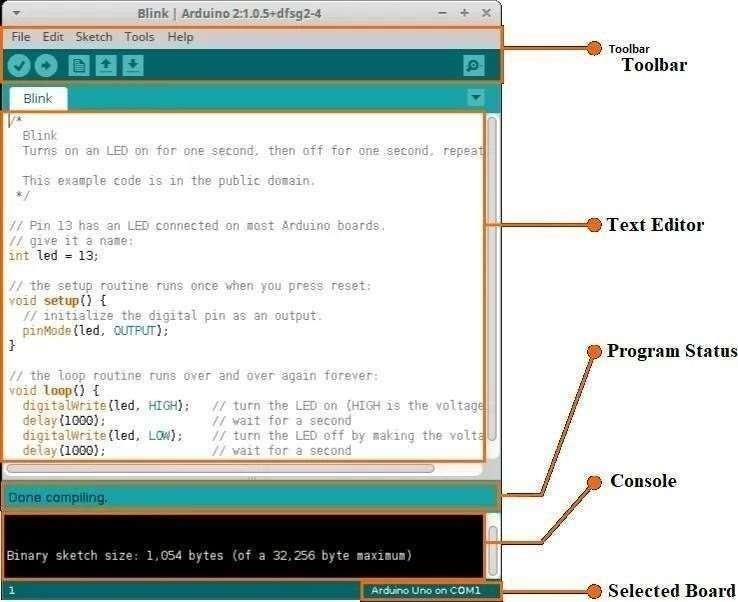 Blink | Arduino 2:1.0.5+dfsg2-4
File Edit Sketch Tools Help
Toolbar
Toolbar
Blink
/*
Blink
Turns on an LED on for one second, then off for one second, repeat
This example code is in the public domain.
*/
// Pin 13 has an LED connected on most Arduino boards.
// give it a name:
int led = 13;
Text Editor
// the setup routine runs once when you press reset:
void setup() {
// initialize the digital pin as an output.
pinMode(led, OUTPUT);
}
Program Status
// the loop routine runs over and over again forever:
void loop() {
digitalWrite(led, HIGH); // turn the LED on (HIGH is the voltage
delay(1000); // wait for a second
digitalWrite(led, LOW); // turn the LED off by making the volta
delay(1000); // wait for a second
Console
Done compiling.
Binary sketch size: 1,054 bytes (of a 32,256 byte maximum)
1
Arduino Uno on COM1
Selected Board